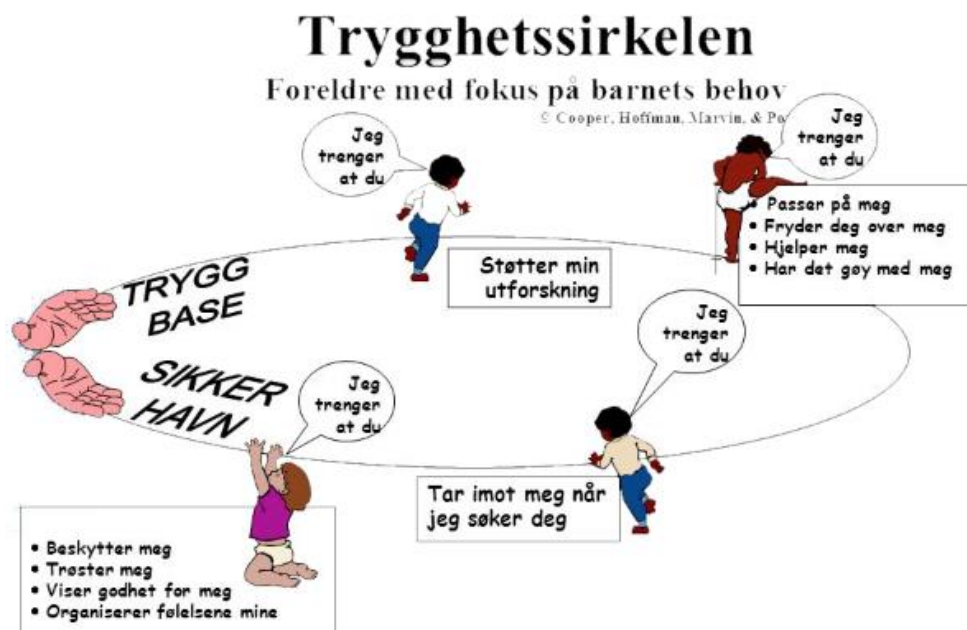 Trygghetssirkelen
Foreldre med fokus på barnets behov
© Cooper, Hoffman, Marvin, & Po
Jeg
trenger
at du
Jeg
trenger
at du
• Passer på meg
• Fryder deg over meg
• Hjelper meg
• Har det gøy med meg
Støtter min
utforskning
TRYGG
BASE
Jeg
trenger
at du
SIKKER
HAVN
Jeg
trenger
at du
Tar imot meg når
jeg søker deg
• Beskytter meg
• Trøster meg
• Viser godhet for meg
• Organiserer følelsene mine